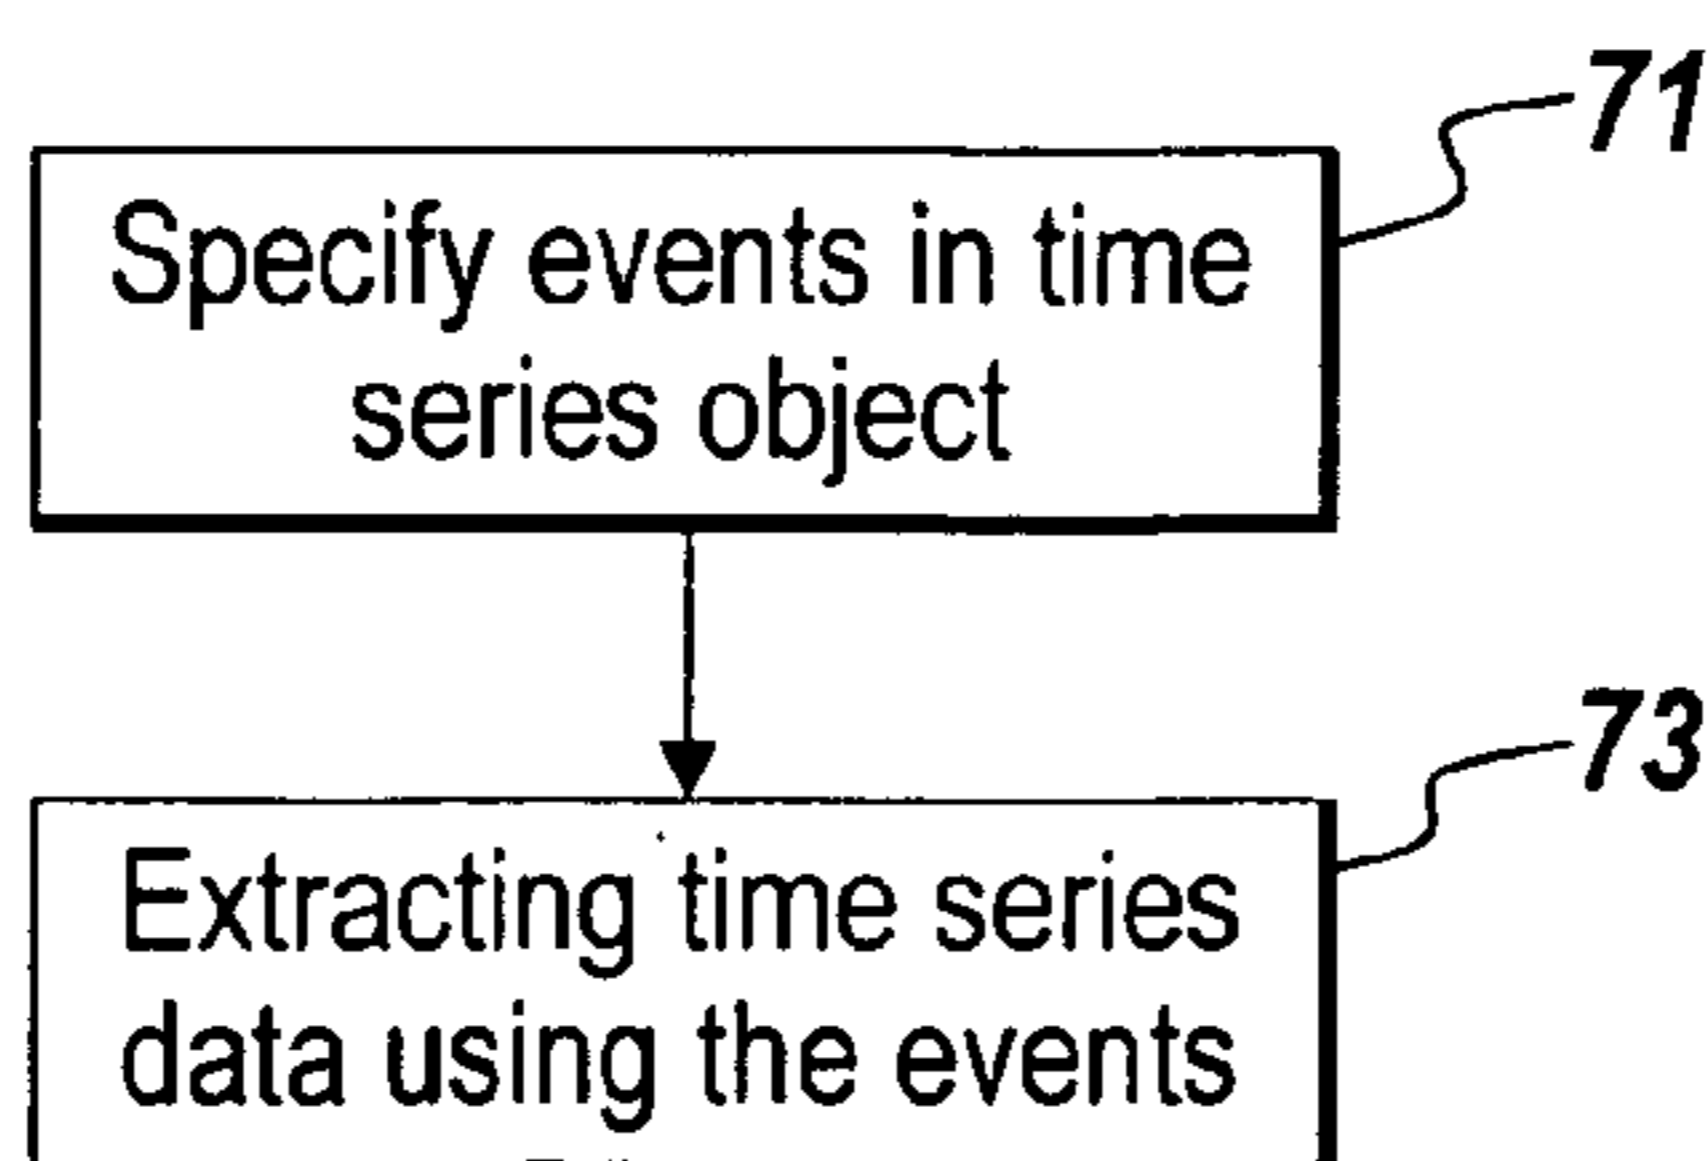 71
Specify events in time
series object
73
Extracting time series
data using the events